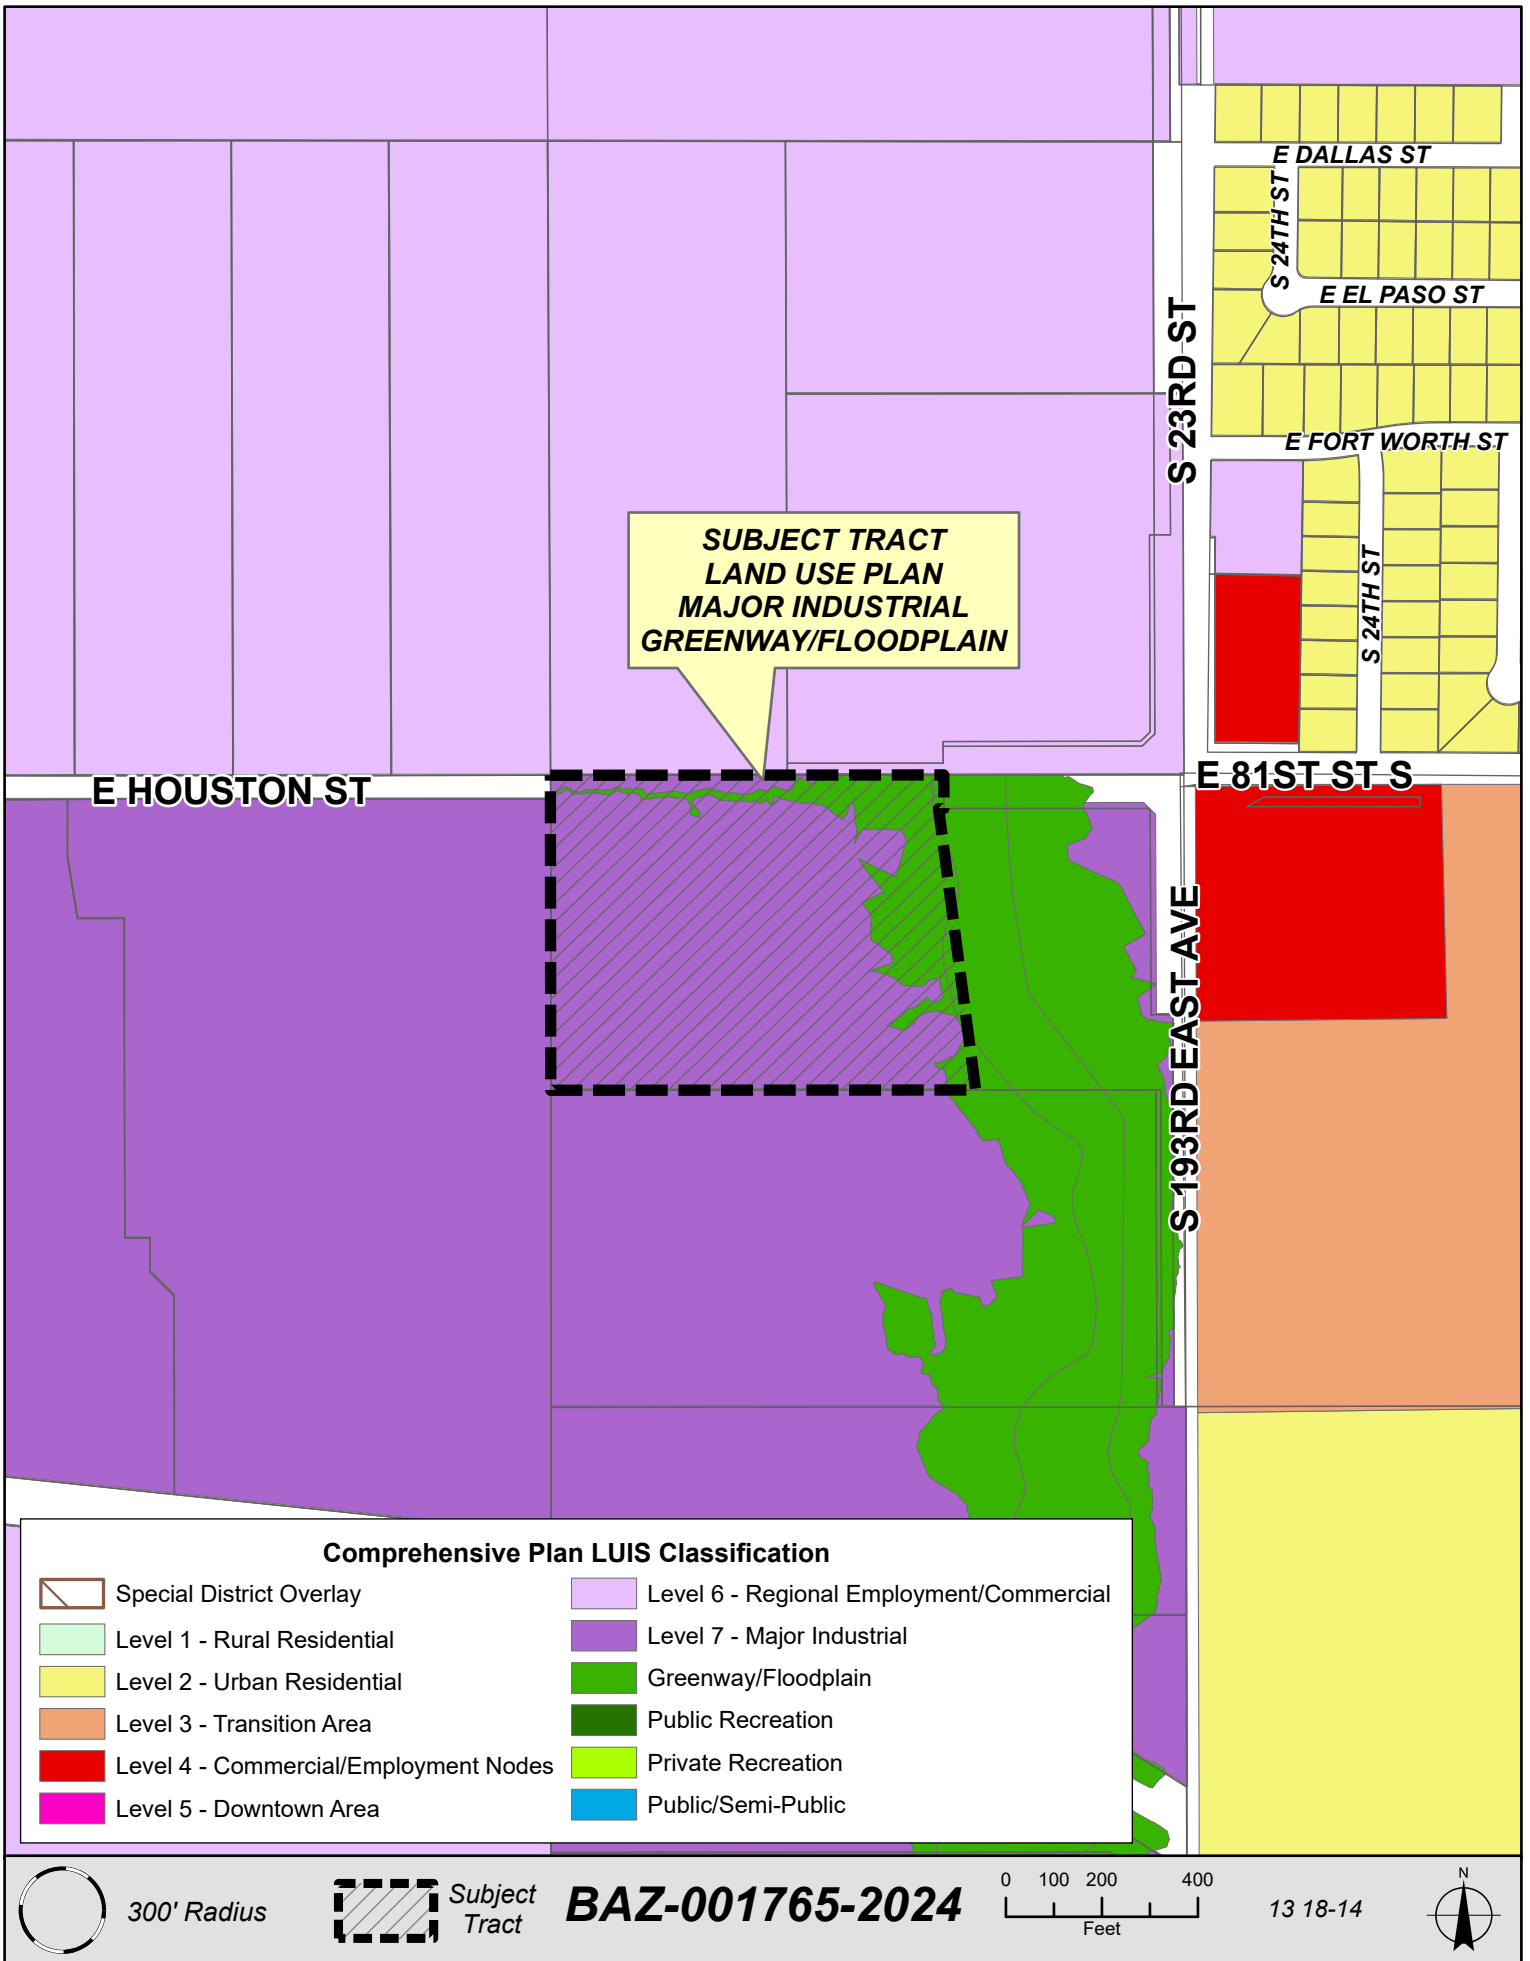 E DALLAS ST
S 24TH ST
E EL PASO ST
S 23RD ST
E FORT WORTH ST
SUBJECT TRACT
LAND USE PLAN
MAJOR INDUSTRIAL
GREENWAY/FLOODPLAIN
S 24TH ST
E HOUSTON ST
E 81ST ST S
S 193RD EAST AVE
Comprehensive Plan LUIS Classification
Special District Overlay
Level 1 - Rural Residential
Level 2 - Urban Residential
Level 3 - Transition Area
Level 4 - Commercial/Employment Nodes
Level 5 - Downtown Area
Level 6 - Regional Employment/Commercial
Level 7 - Major Industrial
Greenway/Floodplain
Public Recreation
Private Recreation
Public/Semi-Public
300' Radius
Subject
Tract
BAZ-001765-2024
0 100 200 400
Feet
13 18-14
N